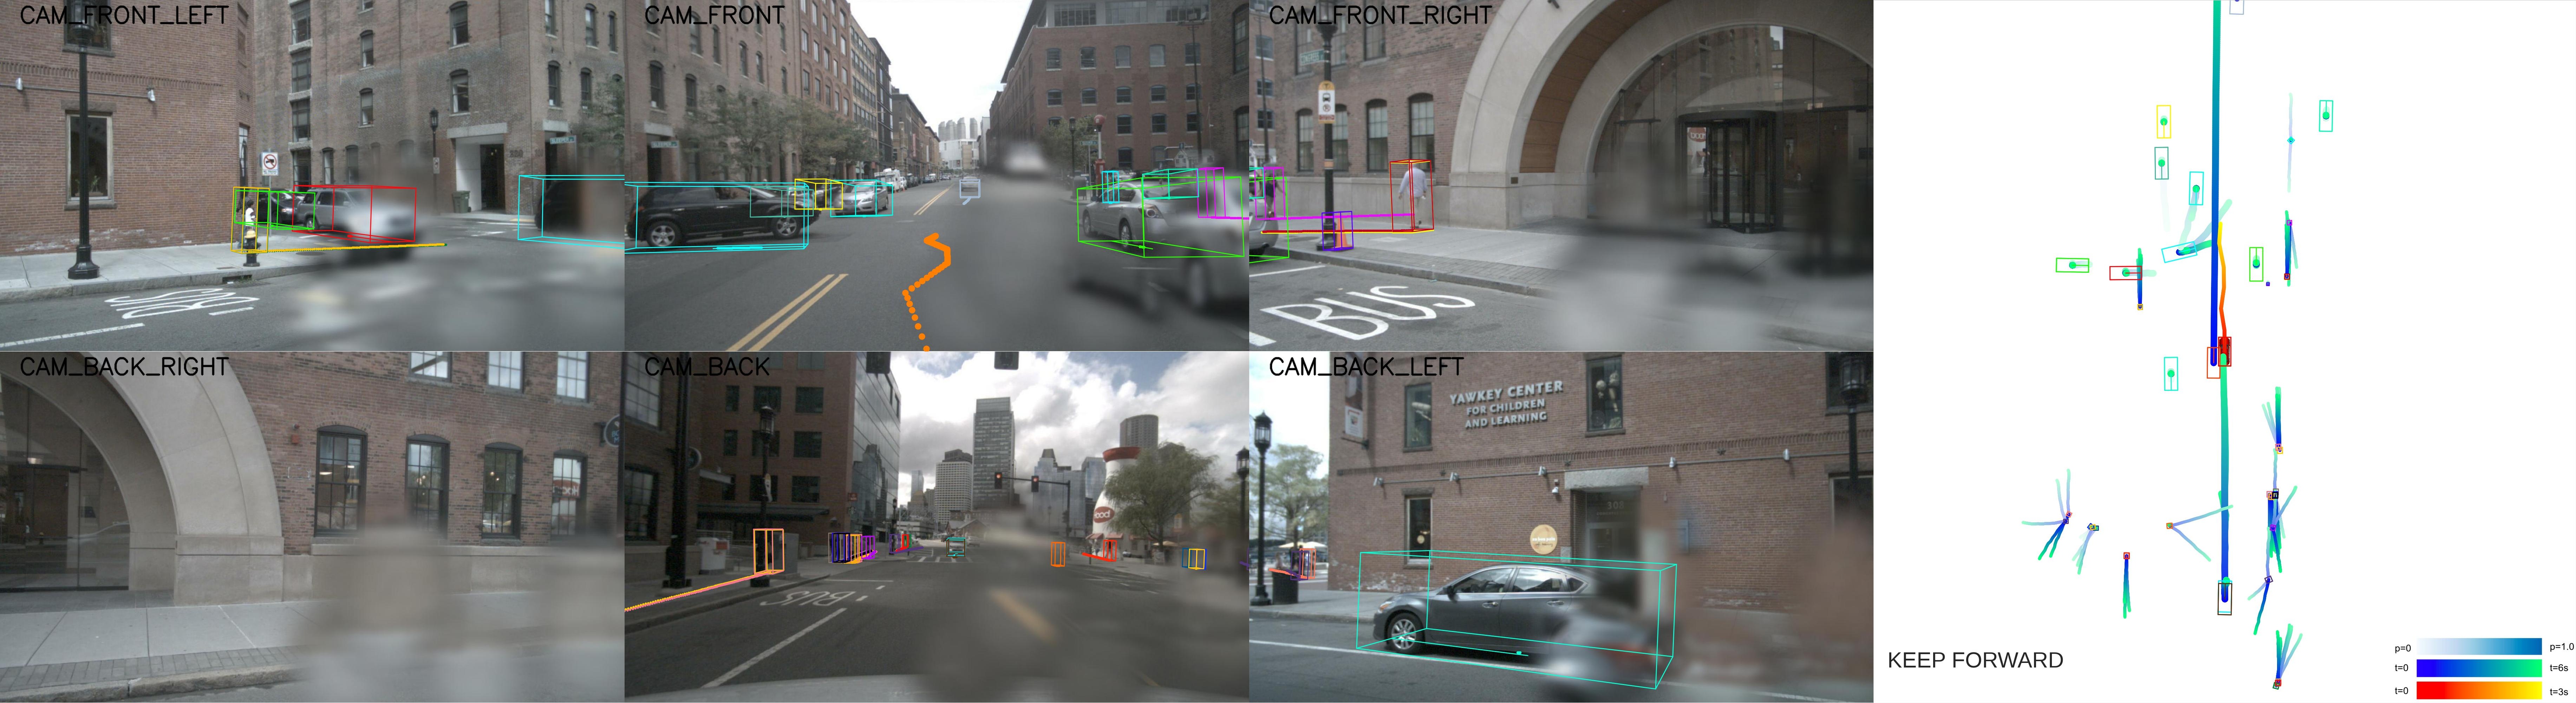 CAM_FRONT_LEFT
CAM_FRONT
CAM_FRONT_RIGHT
BUS
BUS
CAM_BACK_RIGHT
CAM_BACK
CAM_BACK_LEFT
YAWKEY CENTER
FOR CHILDREN
AND LEARNING
BUS
KEEP FORWARD
p=0
p=1.0
t=0
t=6s
t=0
t=3s